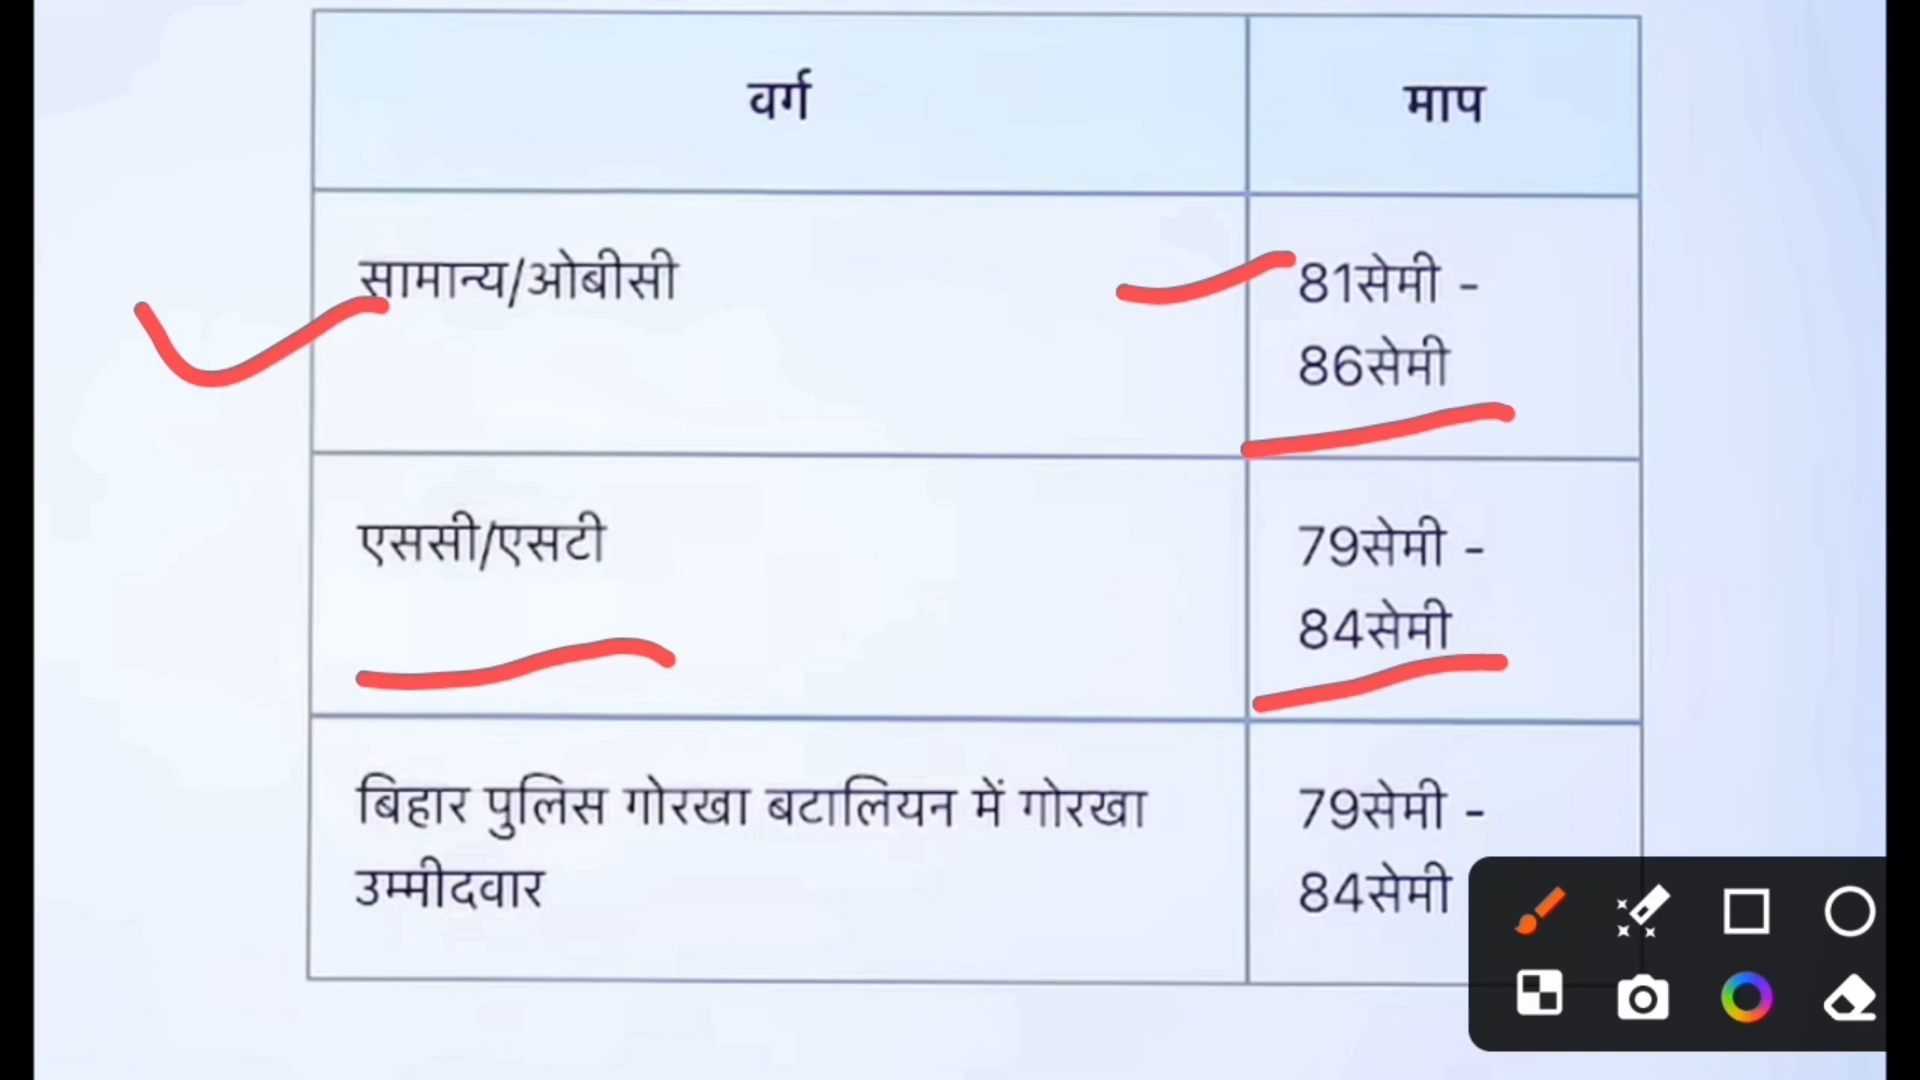 वर्ग
माप
सामान्य/ओबीसी
81सेमी -
86सेमी
एससी/एसटी
79सेमी -
84सेमी
बिहार पुलिस गोरखा बटालियन में गोरखा
उम्मीदवार
79सेमी -
84सेमी